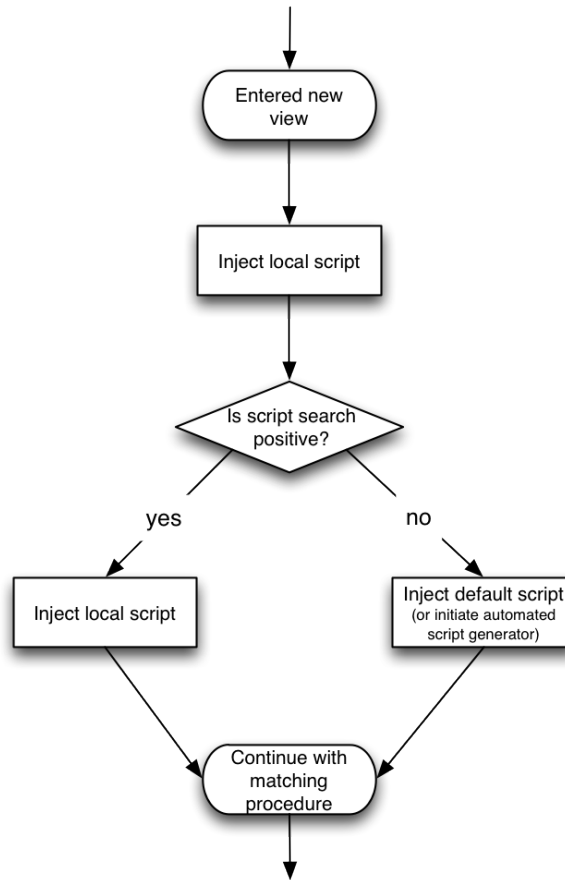 Entered new
view
Inject local script
Is script search
positive?
yes
no
Inject local script
Inject default script
(or initiate automated
script generator)
Continue with
matching
procedure